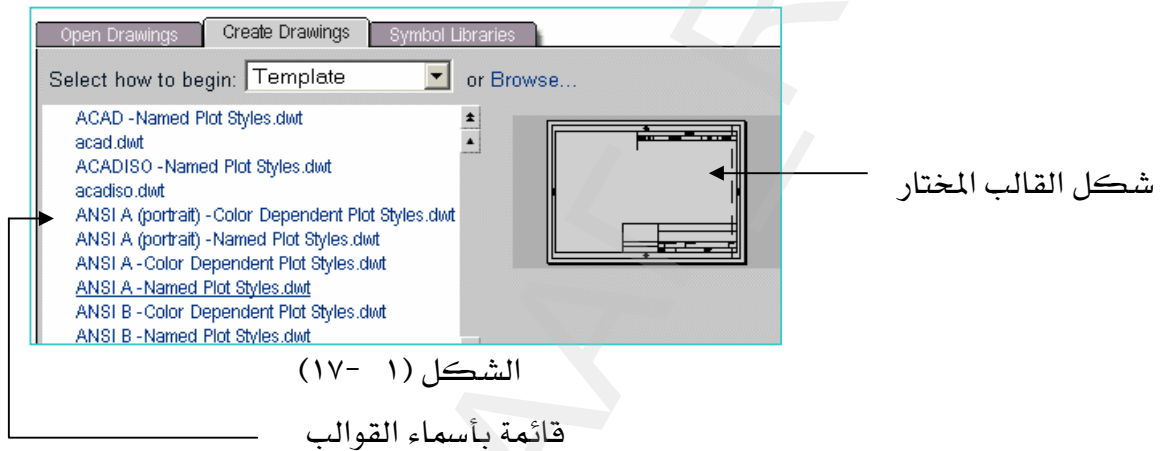 Open Drawings Create Drawings Symbol Libraries
Select how to begin: Template or Browse...
ACAD -Named Plot Styles.dwt
acad.dwt
ACADISO -Named Plot Styles.dwt
acadiso.dwt
ANSI A (portrait) -Color Dependent Plot Styles.dwt
ANSI A (portrait) -Named Plot Styles.dwt
ANSI A -Color Dependent Plot Styles.dwt
ANSI A -Named Plot Styles.dwt
ANSI B -Color Dependent Plot Styles.dwt
ANSI B -Named Plot Styles.dwt
شكل القالب المختار
الشكل (١ -١٧)
قائمة بأسماء القوالب